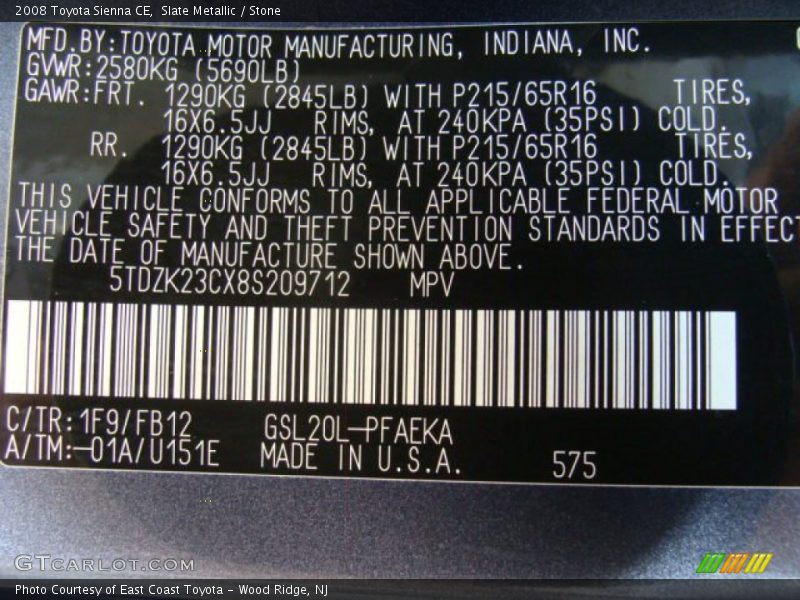 2008 Toyota Sienna CE, Slate Metallic / Stone
MFD.BY:TOYOTA MOTOR MANUFACTURING, INDIANA, INC.
GVWR:2580KG (5690LB)
GAWR:FRT. 1290KG (2845LB) WITH P215/65R16 TIRES,
16X6.5JJ RIMS, AT 240KPA (35PSI) COLD.
RR. 1290KG (2845LB) WITH P215/65R16 TIRES,
16X6.5JJ RIMS, AT 240KPA (35PSI) COLD.
THIS VEHICLE CONFORMS TO ALL APPLICABLE FEDERAL MOTOR
VEHICLE SAFETY AND THEFT PREVENTION STANDARDS IN EFFECT
THE DATE OF MANUFACTURE SHOWN ABOVE.
5TDZK23CX8S209712 MPV
C/TR:1F9/FB12 GSL20L-PFAEKA
A/TM:-01A/U151E MADE IN U.S.A. 575
GTCARLOT.COM
Photo Courtesy of East Coast Toyota - Wood Ridge, NJ